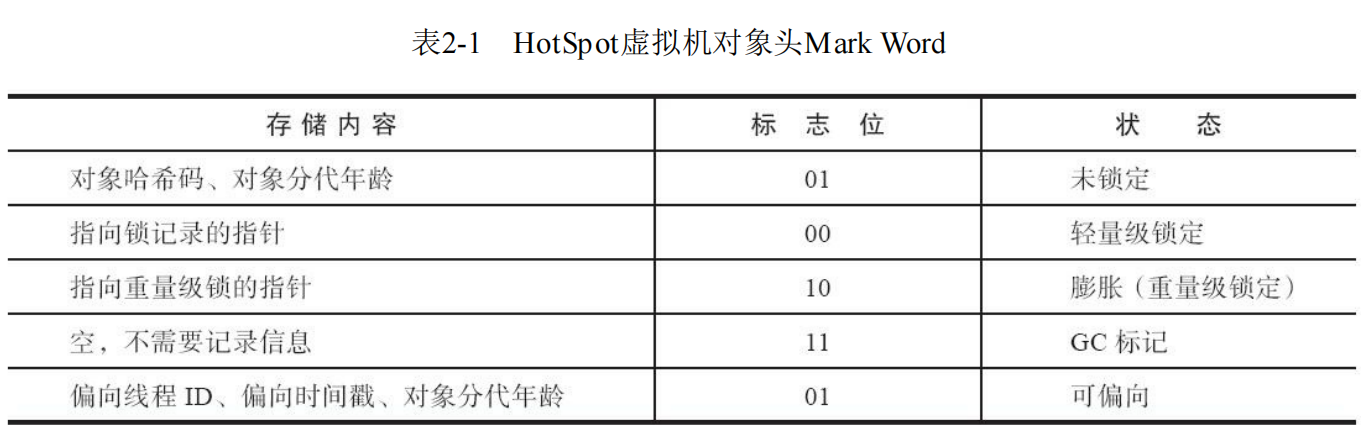 表2-1 HotSpot虚拟机对象头Mark Word
存储内容 标志位 状态
对象哈希码、对象分代年龄 01 未锁定
指向锁记录的指针 00 轻量级锁定
指向重量级锁的指针 10 膨胀（重量级锁定）
空，不需要记录信息 11 GC 标记
偏向线程 ID、偏向时间戳、对象分代年龄 01 可偏向